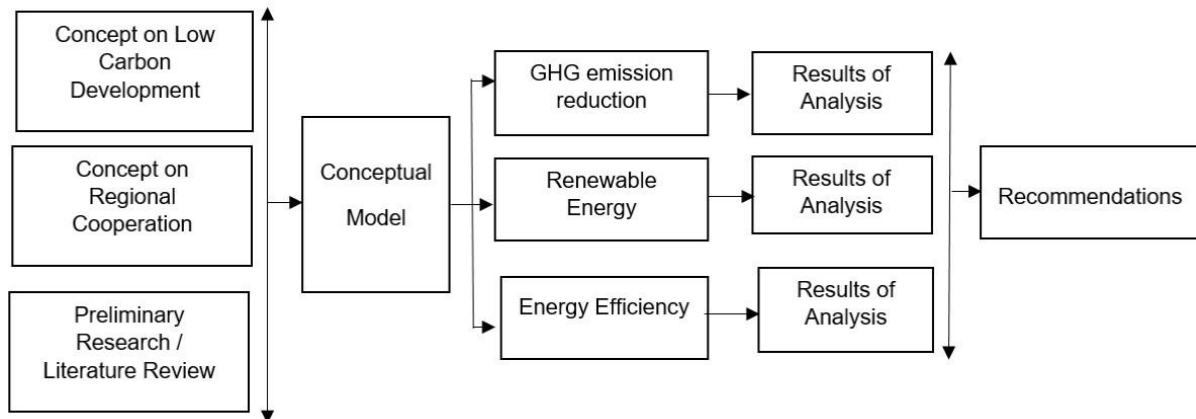 Concept on Low
Carbon
Development
Concept on
Regional
Cooperation
Preliminary
Research /
Literature Review
Conceptual
Model
GHG emission
reduction
Renewable
Energy
Energy Efficiency
Results of
Analysis
Results of
Analysis
Results of
Analysis
Recommendations